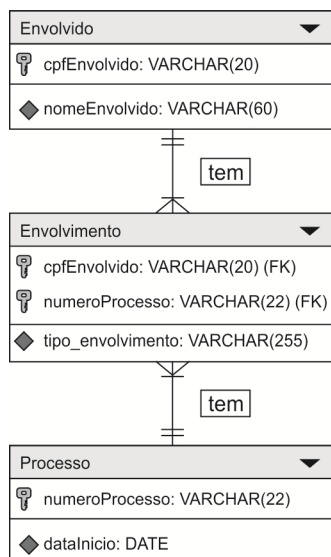 Envolvido
cpfEnvolvido: VARCHAR(20)
nomeEnvolvido: VARCHAR(60)
tem
Envolvimento
cpfEnvolvido: VARCHAR(20) (FK)
numeroProcesso: VARCHAR(22) (FK)
tipo_envolvimento: VARCHAR(255)
tem
Processo
numeroProcesso: VARCHAR(22)
dataInicio: DATE